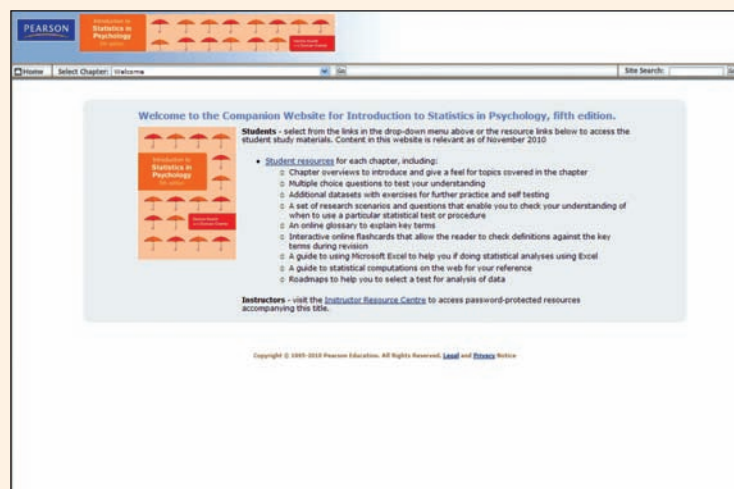 PEARSON
Introduction to
Statistics in
Psychology
5th edition
Home
Select Chapter: Welcome
Go
Site Search:
Go
Welcome to the Companion Website for Introduction to Statistics in Psychology, fifth edition.
Introduction to
Statistics in
Psychology
5th edition
Students - select from the links in the drop-down menu above or the resource links below to access the
student study materials. Content in this website is relevant as of November 2010
• Student resources for each chapter, including:
Chapter overviews to introduce and give a feel for topics covered in the chapter
Multiple choice questions to test your understanding
Additional datasets with exercises for further practice and self testing
A set of research scenarios and questions that enable you to check your understanding of
when to use a particular statistical test or procedure
An online glossary to explain key terms
Interactive online flashcards that allow the reader to check definitions against the key
terms during revision
A guide to using Microsoft Excel to help you if doing statistical analyses using Excel
A guide to statistical computations on the web for your reference
Roadmaps to help you to select a test for analysis of data
Instructors - visit the Instructor Resource Centre to access password-protected resources
accompanying this title.
Copyright © 1995-2010 Pearson Education. All Rights Reserved. Legal and Privacy Notice